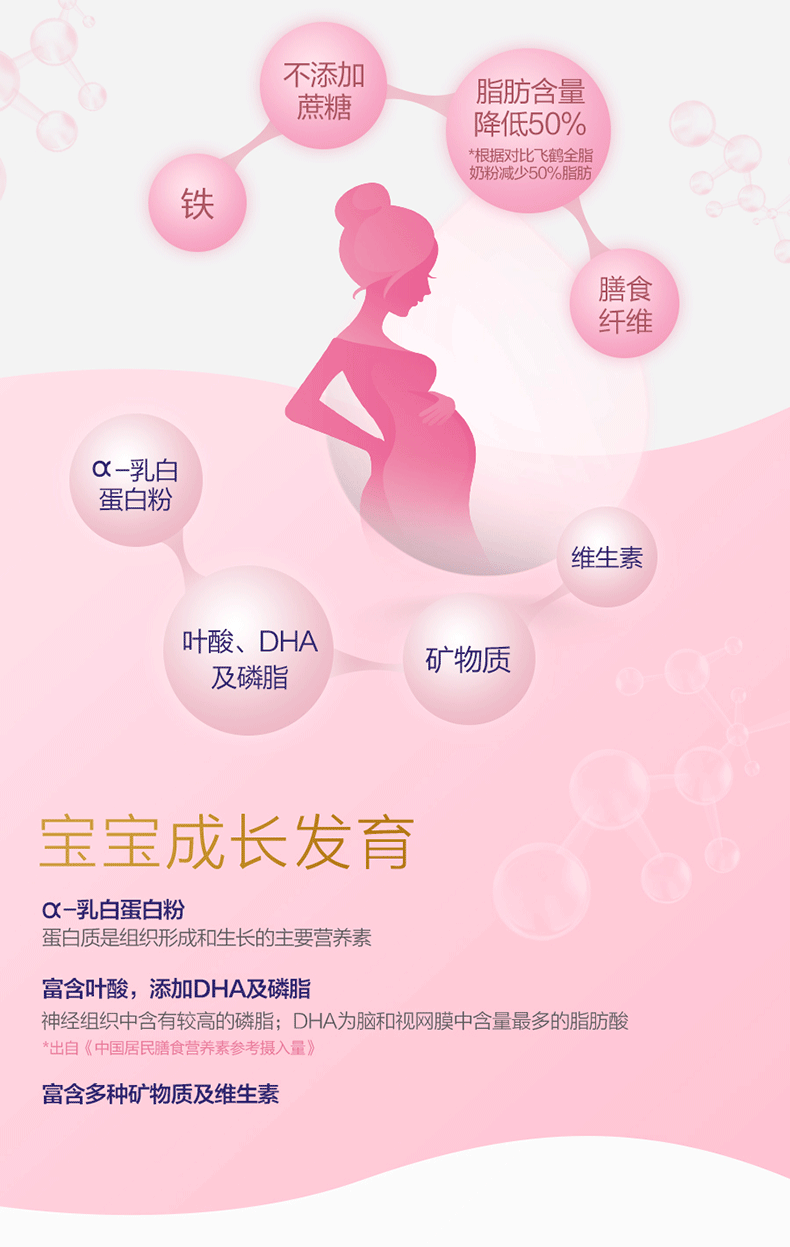 不添加
蔗糖
脂肪含量
降低50%
*根据对比飞鹤全脂
奶粉减少50%脂肪
铁
膳食
纤维
α-乳白
蛋白粉
维生素
叶酸、DHA
及磷脂
矿物质
宝宝成长发育
α-乳白蛋白粉
蛋白质是组织形成和生长的主要营养素
富含叶酸，添加DHA及磷脂
神经组织中含有较高的磷脂；DHA为脑和视网膜中含量最多的脂肪酸
*出自《中国居民膳食营养素参考摄入量》
富含多种矿物质及维生素